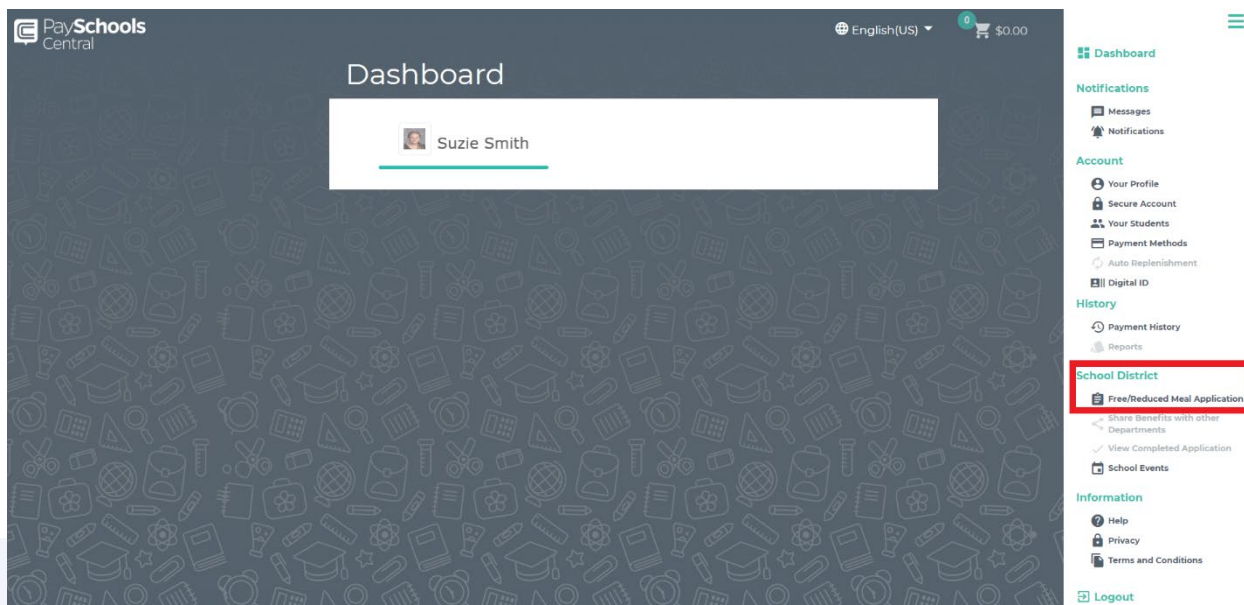 PaySchools
Central
English(US)
0
$0.00
Dashboard
Suzie Smith
Dashboard
Notifications
Messages
Notifications
Account
Your Profile
Secure Account
Your Students
Payment Methods
Auto Replenishment
Digital ID
History
Payment History
Reports
School District
Free/Reduced Meal Application
Share Benefits with other
Departments
View Completed Application
School Events
Information
Help
Privacy
Terms and Conditions
Logout